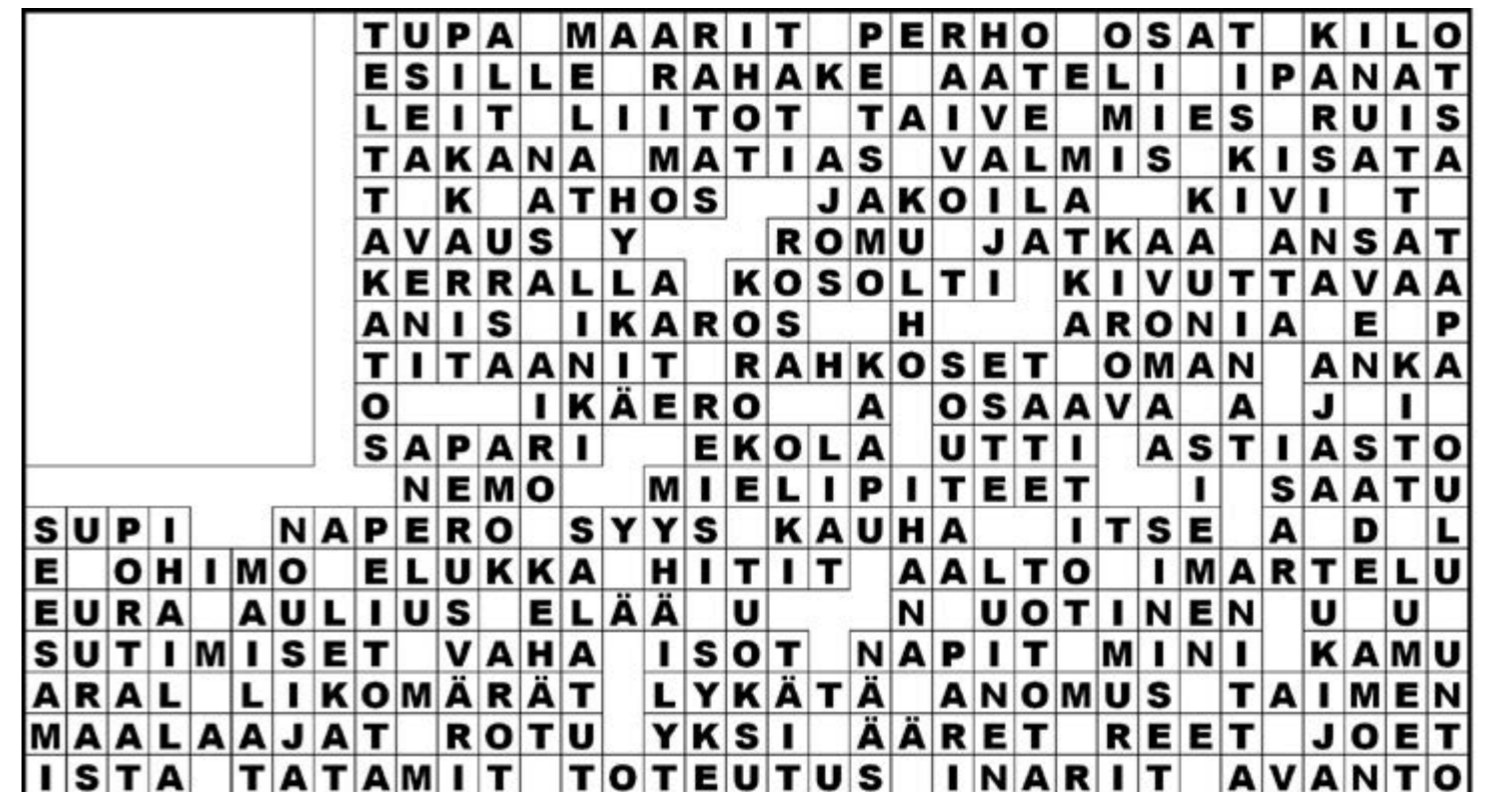 TUPA MAARIT PERHO OSAT KILO
ESILLE RAHAKE AATELI IPANAT
LEIT LIITOT TAIVE MIES RUIS
TAKANA MATIAS VALMIS KISATA
T K ATHOS JAKOILA KIVI T
AVAUS Y ROMU JATKAA ANSAT
KERRALLA KOSOLTI KIVUTTAVAA
ANIS IKAROS H ARONIA E P
TITAANIT RAHKOSET OMAN ANKA
O IKÄERO A OSAAVA A J I
SAPARI EKOLA UTTI ASTIASTO
NEMO MIELIPITEET I SAATU
SUPI NAPERO SYYS KAUHA ITSE A D L
E OHIMO ELUKKA HITIT AALTO IMARTELU
EURA AULIUS ELÄÄ U N UOTINEN U U
SUTIMISET VAHA ISOT NAPIT MINI KAMU
ARAL LIKOMÄRÄT LYKÄTÄ ANOMUS TAIMEN
MAALAAJAT ROTU YKSI ÄÄRET REET JOET
ISTA TATAMIT TOTEUTUS INARIT AVANTO